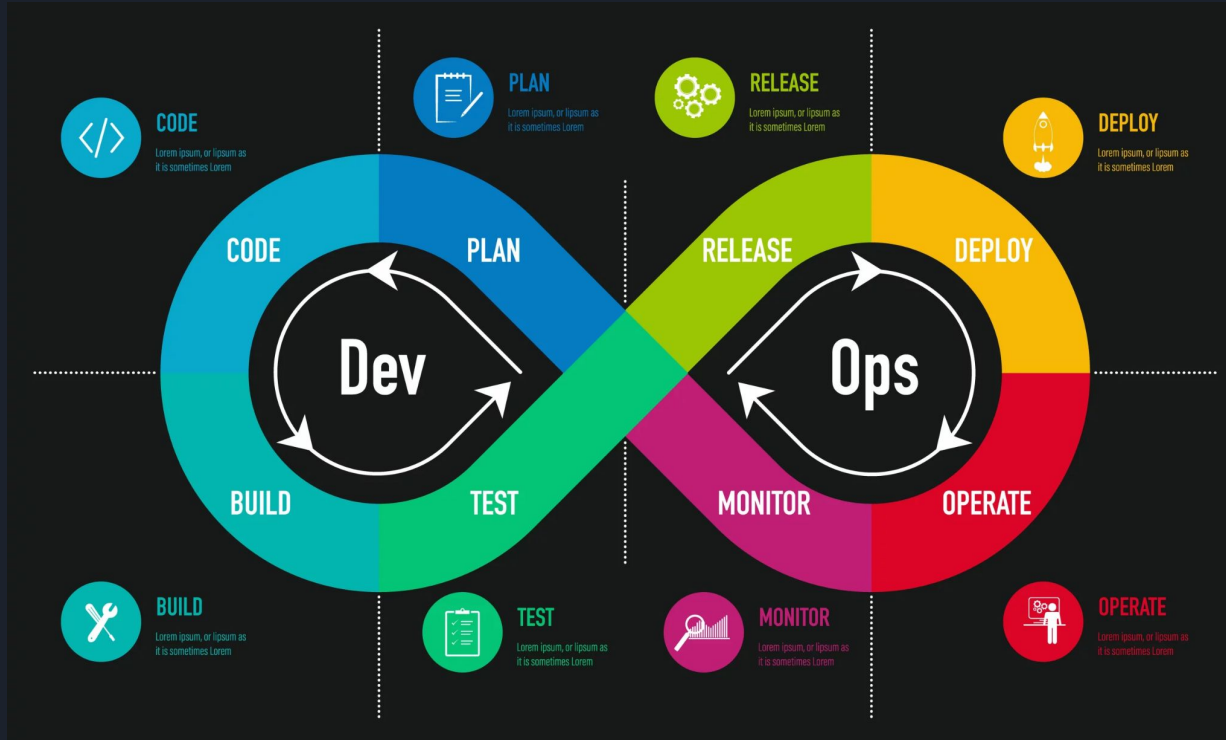 PLAN
Lorem ipsum, or lipsum as
it is sometimes Lorem
RELEASE
Lorem ipsum, or lipsum as
it is sometimes Lorem
CODE
Lorem ipsum, or lipsum as
it is sometimes Lorem
DEPLOY
Lorem ipsum, or lipsum as
it is sometimes Lorem
CODE
PLAN
RELEASE
DEPLOY
Dev
Ops
BUILD
TEST
MONITOR
OPERATE
BUILD
Lorem ipsum, or lipsum as
it is sometimes Lorem
TEST
Lorem ipsum, or lipsum as
it is sometimes Lorem
MONITOR
Lorem ipsum, or lipsum as
it is sometimes Lorem
OPERATE
Lorem ipsum, or lipsum as
it is sometimes Lorem